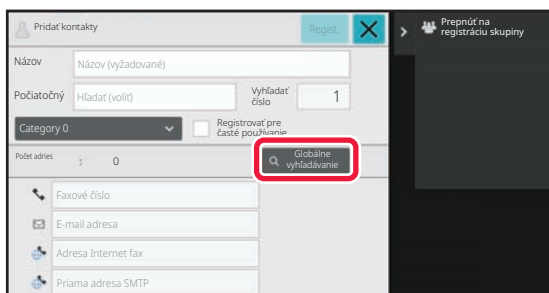 Pridať kontakty
Regist.
Prepnúť na
registráciu skupiny
Názov
Názov (vyžadované)
Počiatočný
Hľadať (voliť)
Vyhľadať
číslo
1
Category 0
Registrovať pre
časté používanie
Počet adries : 0
Globálne
vyhľadávanie
Faxové číslo
E-mail adresa
Adresa Internet fax
Priama adresa SMTP